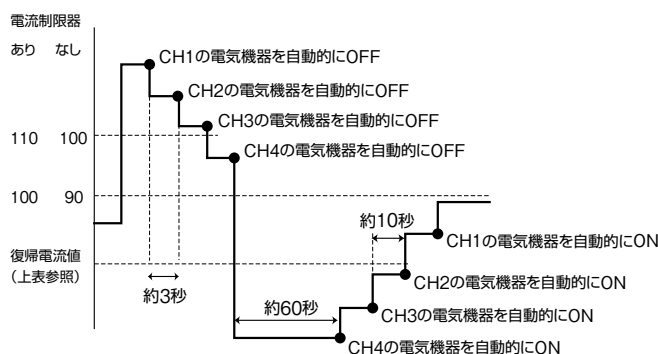 電流制限器
あり なし
CH1の電気機器を自動的にOFF
CH2の電気機器を自動的にOFF
CH3の電気機器を自動的にOFF
110 100
CH4の電気機器を自動的にOFF
100 90
約10秒
CH1の電気機器を自動的にON
復帰電流値
（上表参照）
CH2の電気機器を自動的にON
約3秒
約60秒
CH3の電気機器を自動的にON
CH4の電気機器を自動的にON